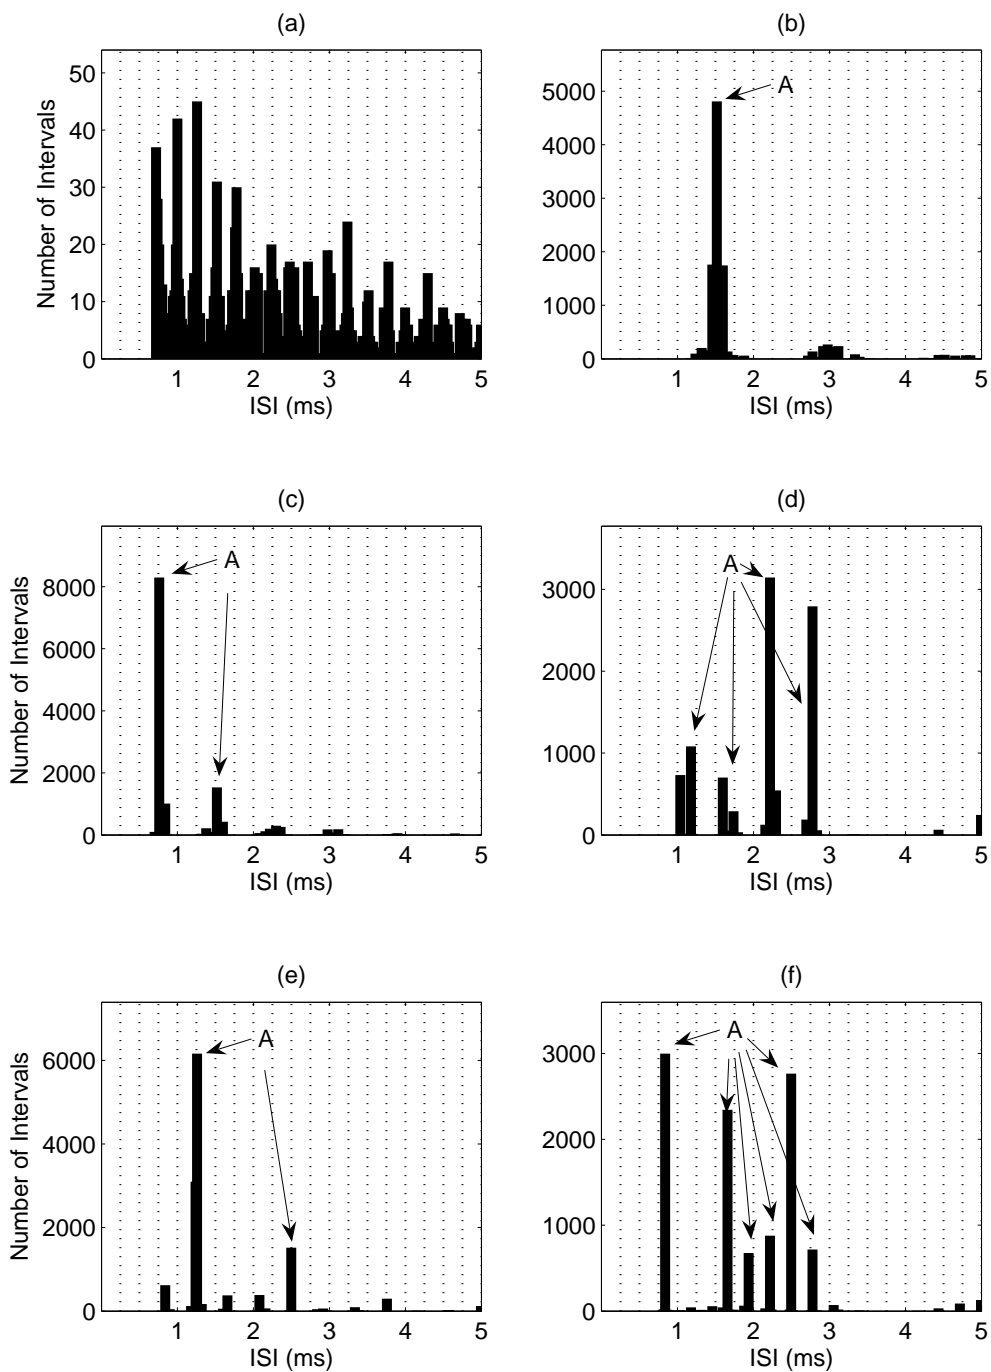 (a)
(b)
Number of Intervals
50
40
30
20
10
0
1 2 3 4 5
ISI (ms)
A
5000
4000
3000
2000
1000
0
1 2 3 4 5
ISI (ms)
(c)
(d)
Number of Intervals
8000
6000
4000
2000
0
A
1 2 3 4 5
ISI (ms)
3000
2000
1000
0
A
1 2 3 4 5
ISI (ms)
(e)
(f)
Number of Intervals
6000
4000
2000
0
A
1 2 3 4 5
ISI (ms)
3000
2000
1000
0
A
1 2 3 4 5
ISI (ms)